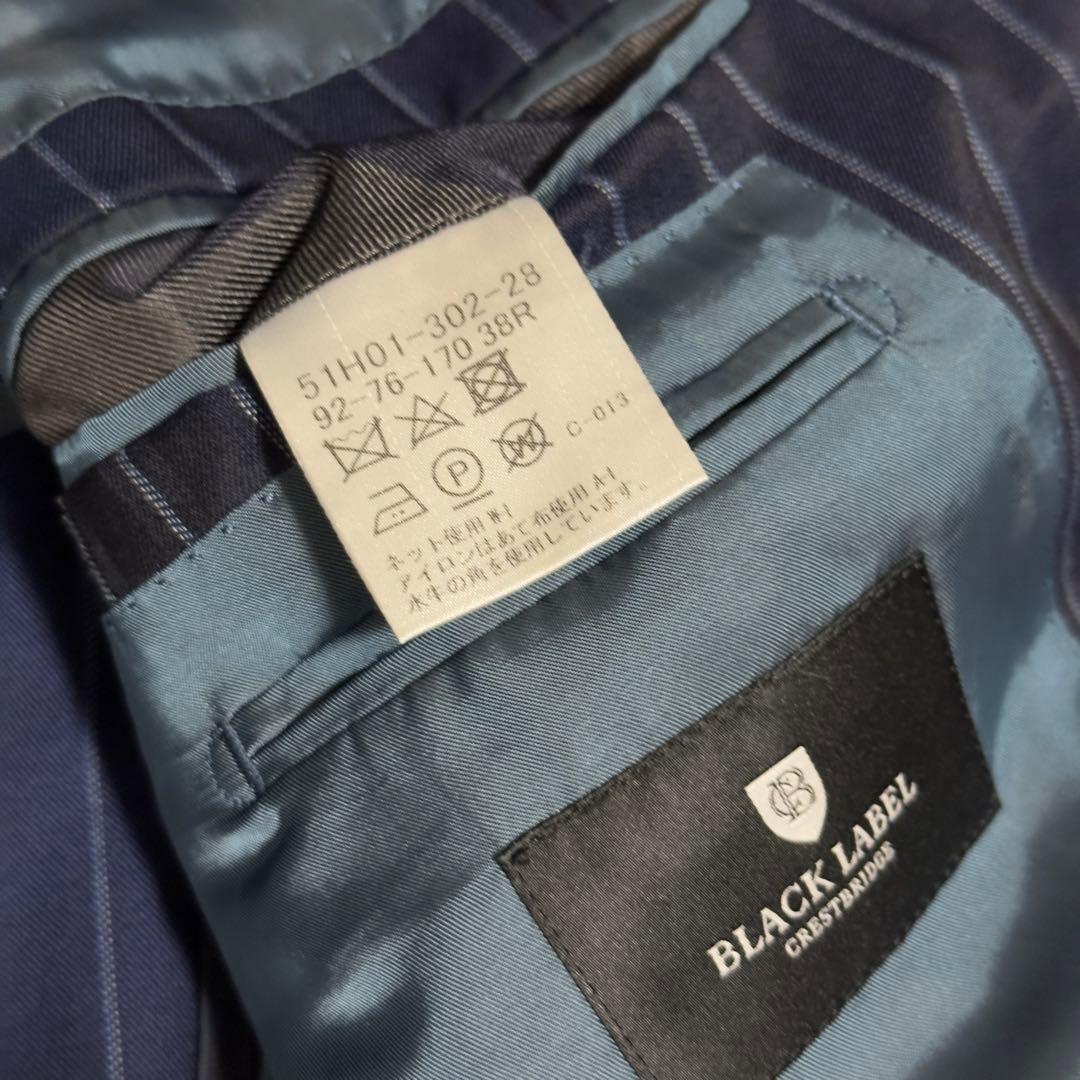 51H01-302-28
92-76-170 38R
P
W
C-013
ネット使用
アイロンはあて布使用
水牛の角を使用しています。
CB
BLACK LABEL
CRESTBRIDGE